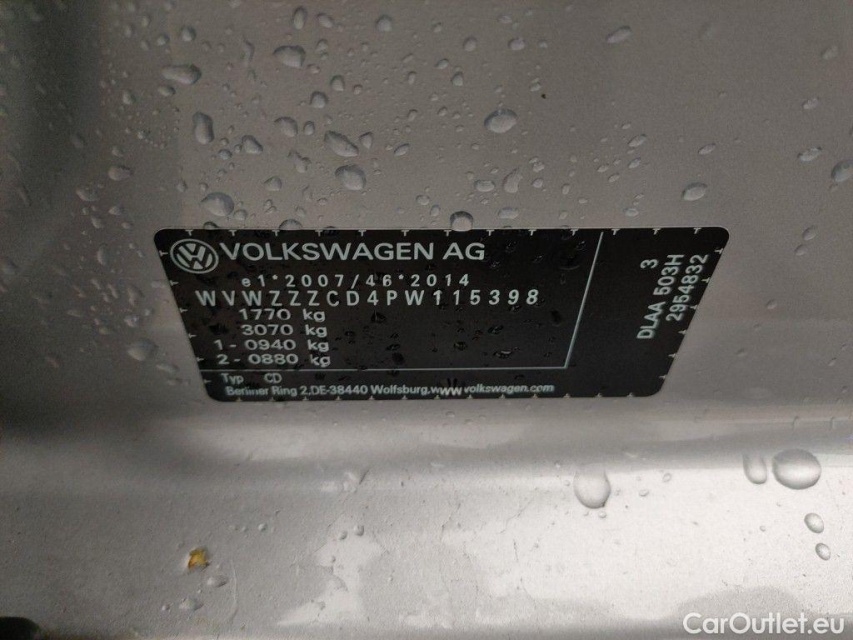 VOLKSWAGEN AG
e1*2007/46*2014
WVWZZZCD4PW115398
1770 kg
3070 kg
1- 0940 kg
2- 0880 kg
Typ CD
Berliner Ring 2,DE-38440 Wolfsburg,www.volkswagen.com
3
DLAA 503H
2954832
CarOutlet.eu